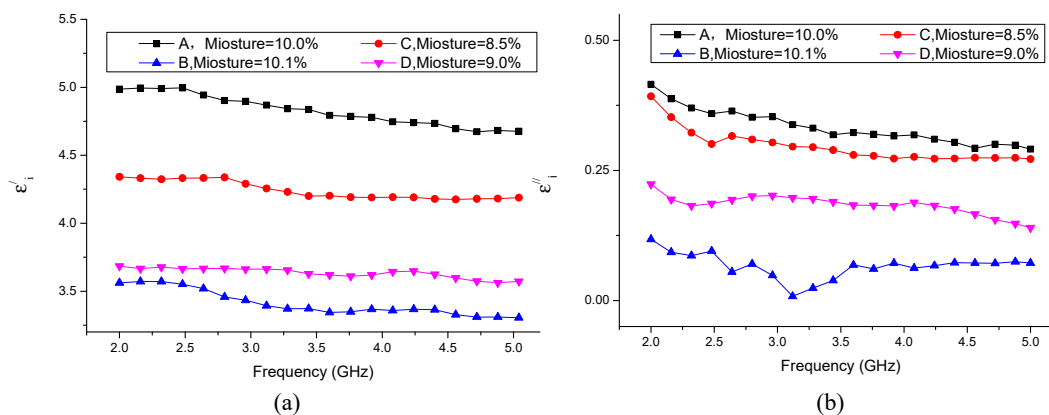 5.5
5.0
4.5
4.0
3.5
ε′i
A，Miosture=10.0%
C,Miosture=8.5%
B,Miosture=10.1%
D,Miosture=9.0%
2.0 2.5 3.0 3.5 4.0 4.5 5.0
Frequency (GHz)
(a)
0.50
0.25
0.00
ε″i
A，Miosture=10.0%
C,Miosture=8.5%
B,Miosture=10.1%
D,Miosture=9.0%
2.0 2.5 3.0 3.5 4.0 4.5 5.0
Frequency (GHz)
(b)